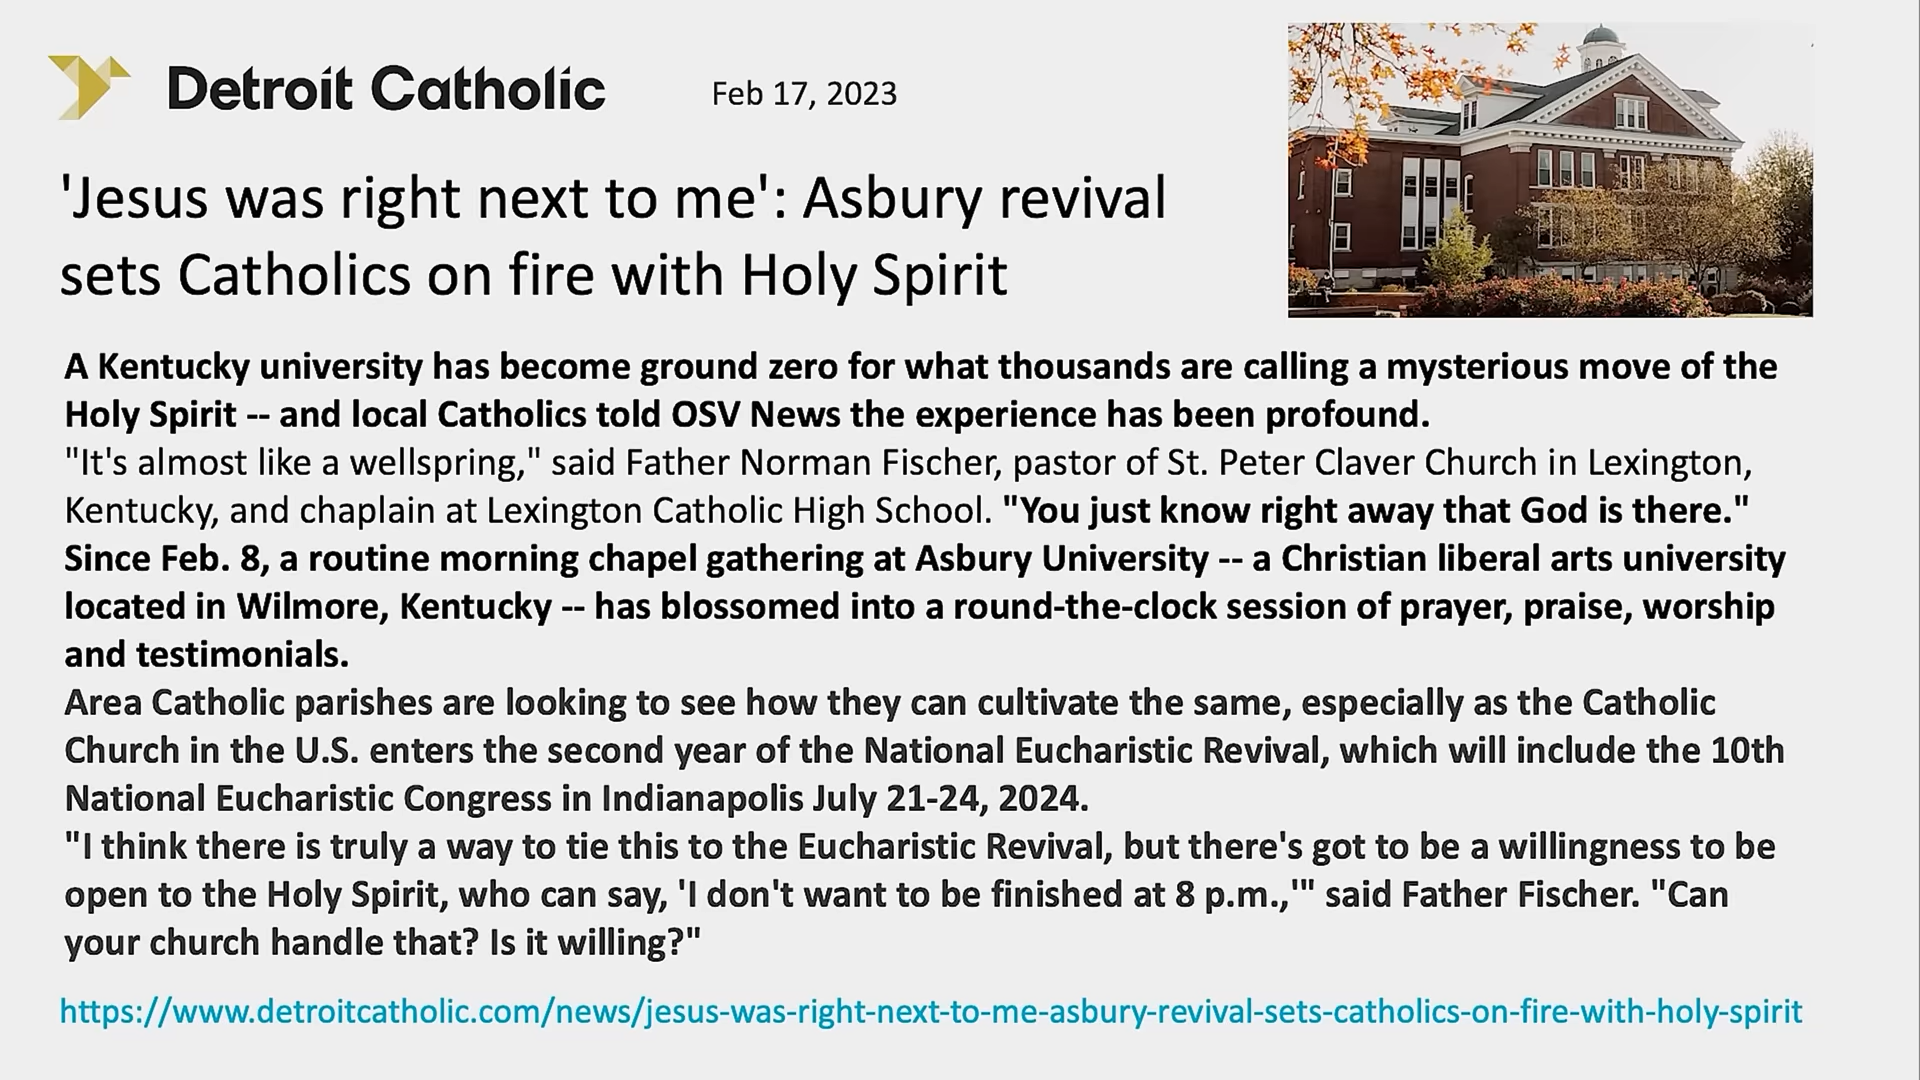 Detroit Catholic
Feb 17, 2023
'Jesus was right next to me': Asbury revival
sets Catholics on fire with Holy Spirit
A Kentucky university has become ground zero for what thousands are calling a mysterious move of the
Holy Spirit -- and local Catholics told OSV News the experience has been profound.
"It's almost like a wellspring," said Father Norman Fischer, pastor of St. Peter Claver Church in Lexington,
Kentucky, and chaplain at Lexington Catholic High School. "You just know right away that God is there."
Since Feb. 8, a routine morning chapel gathering at Asbury University -- a Christian liberal arts university
located in Wilmore, Kentucky -- has blossomed into a round-the-clock session of prayer, praise, worship
and testimonials.
Area Catholic parishes are looking to see how they can cultivate the same, especially as the Catholic
Church in the U.S. enters the second year of the National Eucharistic Revival, which will include the 10th
National Eucharistic Congress in Indianapolis July 21-24, 2024.
"I think there is truly a way to tie this to the Eucharistic Revival, but there's got to be a willingness to be
open to the Holy Spirit, who can say, 'I don't want to be finished at 8 p.m.,'" said Father Fischer. "Can
your church handle that? Is it willing?"
https://www.detroitcatholic.com/news/jesus-was-right-next-to-me-asbury-revival-sets-catholics-on-fire-with-holy-spirit